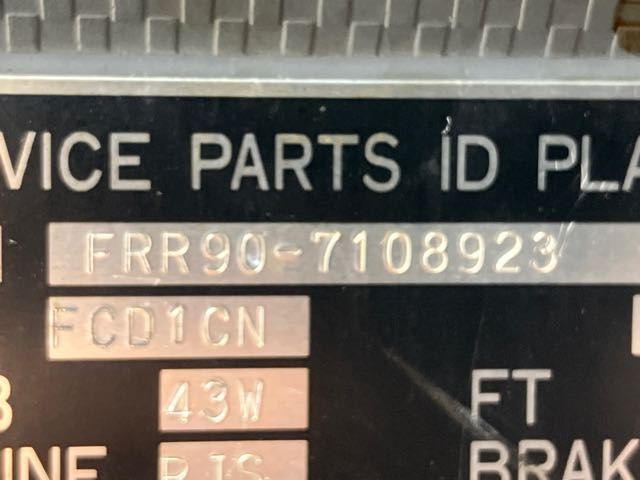 VICE PARTS ID PLA
FRR90-7108923
FCD1CN
43W FT
BRAK